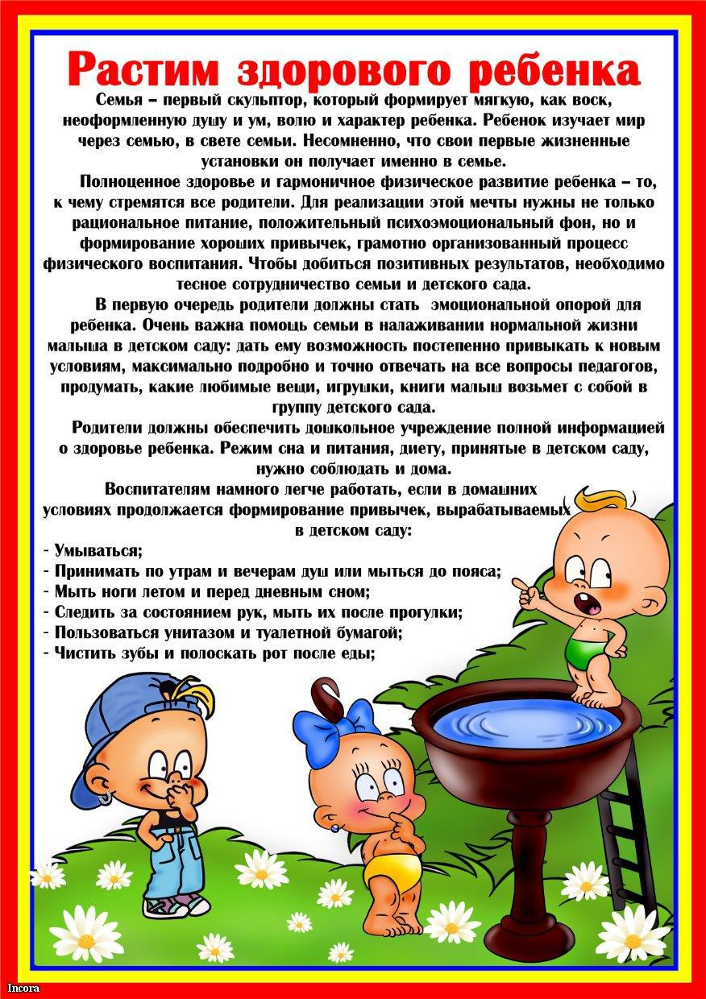 Растим здорового ребенка
Семья – первый скульптор, который формирует мягкую, как воск,
неоформленную душу и ум, волю и характер ребенка. Ребенок изучает мир
через семью, в свете семьи. Несомненно, что свои первые жизненные
установки он получает именно в семье.
Полноценное здоровье и гармоничное физическое развитие ребенка – то,
к чему стремятся все родители. Для реализации этой мечты нужны не только
рациональное питание, положительный психоэмоциональный фон, но и
формирование хороших привычек, грамотно организованный процесс
физического воспитания. Чтобы добиться позитивных результатов, необходимо
тесное сотрудничество семьи и детского сада.
В первую очередь родители должны стать эмоциональной опорой для
ребенка. Очень важна помощь семьи в налаживании нормальной жизни
малыша в детском саду: дать ему возможность постепенно привыкать к новым
условиям, максимально подробно и точно отвечать на все вопросы педагогов,
продумать, какие любимые вещи, игрушки, книги малыш возьмет с собой в
группу детского сада.
Родители должны обеспечить дошкольное учреждение полной информацией
о здоровье ребенка. Режим сна и питания, диету, принятые в детском саду,
нужно соблюдать и дома.
Воспитателям намного легче работать, если в домашних
условиях продолжается формирование привычек, вырабатываемых
в детском саду:
- Умываться;
- Принимать по утрам и вечерам душ или мыться до пояса;
- Мыть ноги летом и перед дневным сном;
- Следить за состоянием рук, мыть их после прогулки;
- Пользоваться унитазом и туалетной бумагой;
- Чистить зубы и полоскать рот после еды;
Incora